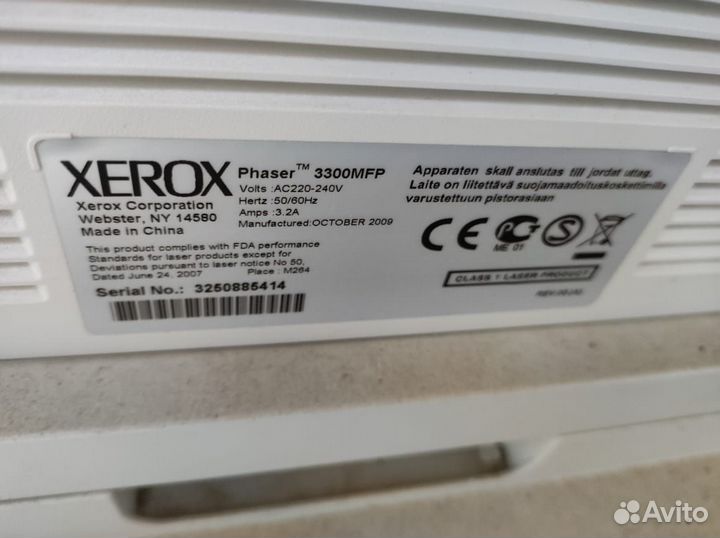 XEROX
Xerox Corporation
Webster, NY 14580
Made in China
Phaser™ 3300MFP
Volts :AC220-240V
Hertz :50/60Hz
Amps :3.2A
Manufactured:OCTOBER 2009
This product complies with FDA performance
Standards for laser products except for
Deviations pursuant to laser notice No 50,
Dated June 24, 2007 Place : M264
Serial No.: 3250885414
Apparaten skall anslutas till jordat uttag.
Laite on liitettävä suojamaadoituskoskettimilla
varustettuun pistorasiaan
CE
ME 01
S
CLASS 1 LASER PRODUCT
Avito